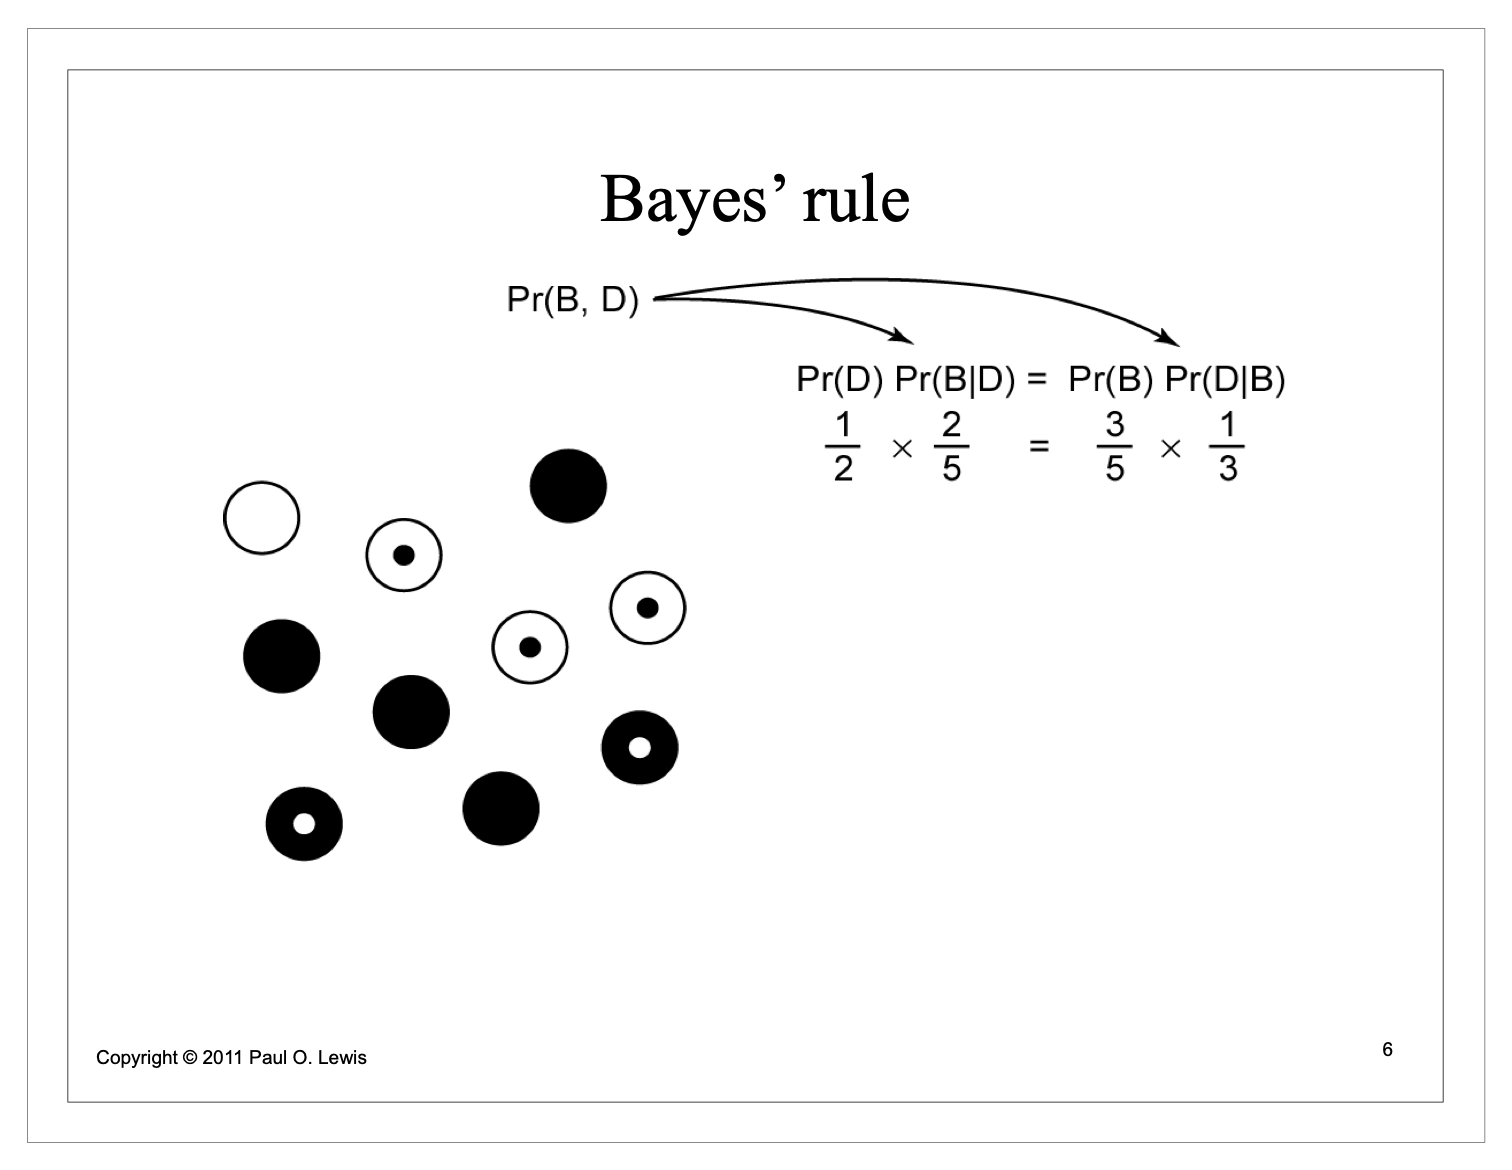 Bayes’ rule
Pr(B, D)
Pr(D) Pr(B|D) = Pr(B) Pr(D|B)
1/2 × 2/5 = 3/5 × 1/3
Copyright © 2011 Paul O. Lewis
6